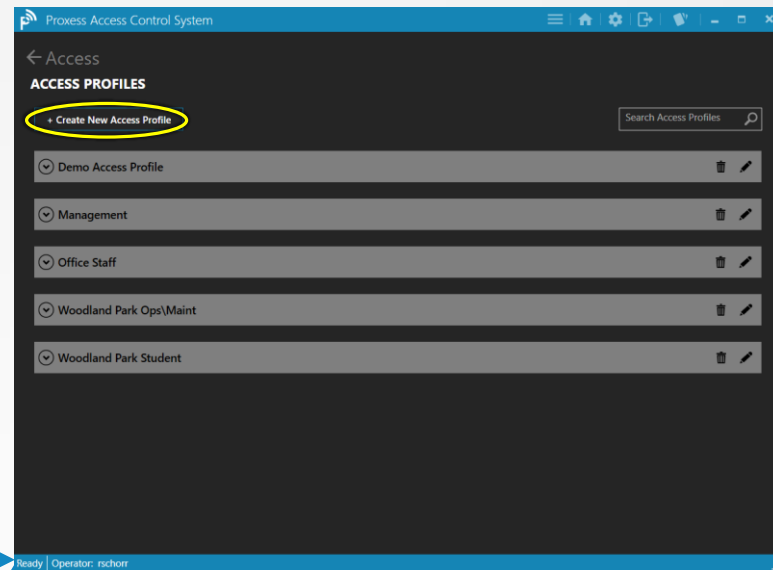 Proxess Access Control System
Access
ACCESS PROFILES
+ Create New Access Profile
Search Access Profiles
Demo Access Profile
Management
Office Staff
Woodland Park Ops\Maint
Woodland Park Student
Ready Operator: rschorr